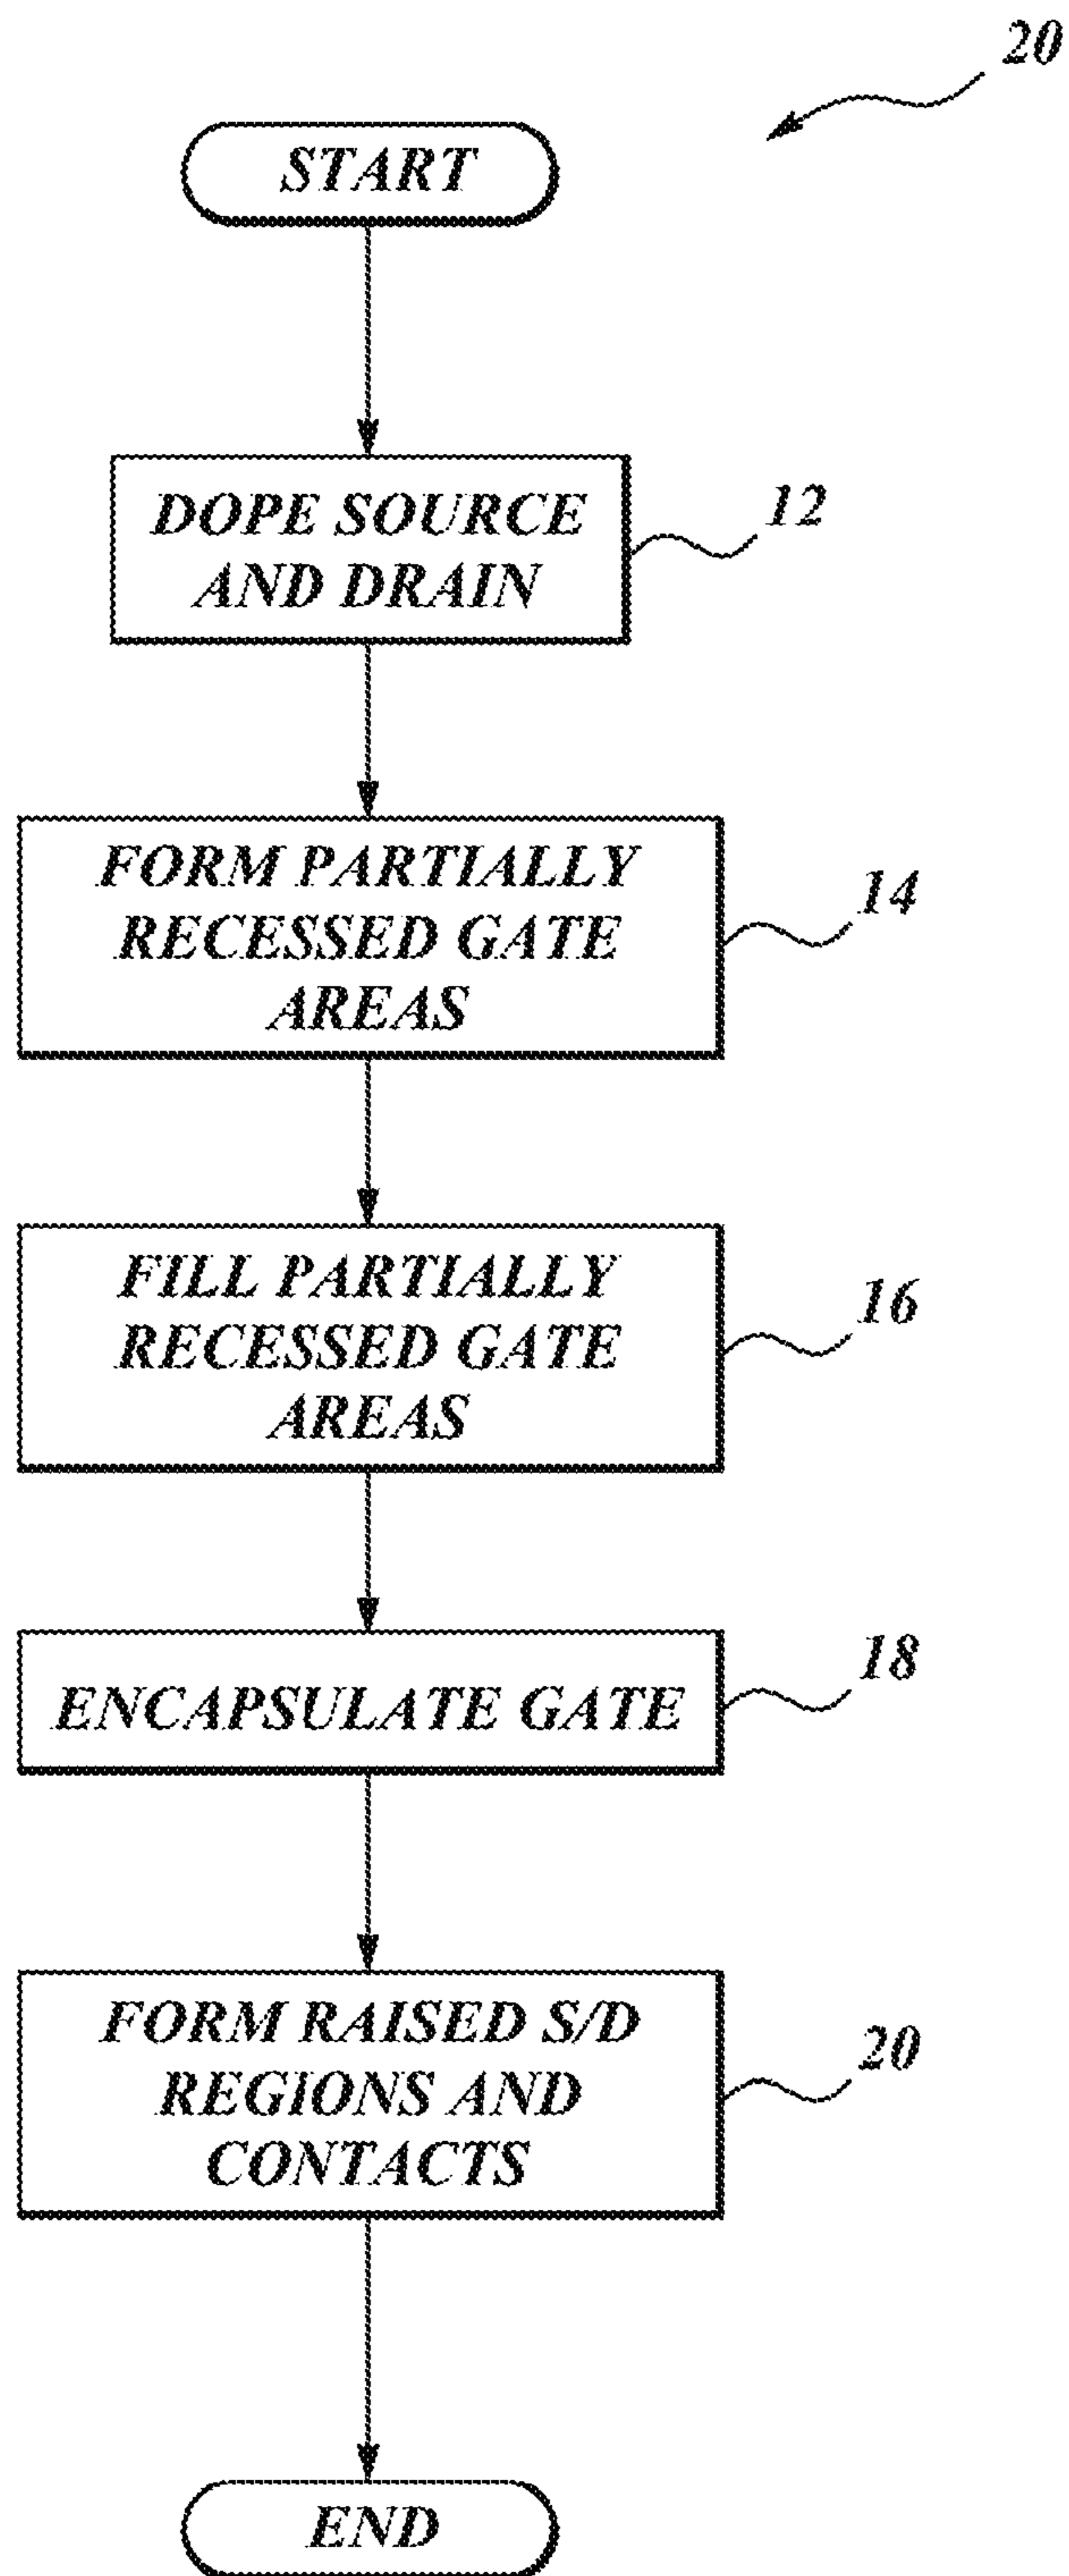 20
START
DOPE SOURCE
AND DRAIN
12
FORM PARTIALLY
RECESSED GATE
AREAS
14
FILL PARTIALLY
RECESSED GATE
AREAS
16
ENCAPSULATE GATE
18
FORM RAISED S/D
REGIONS AND
CONTACTS
20
END